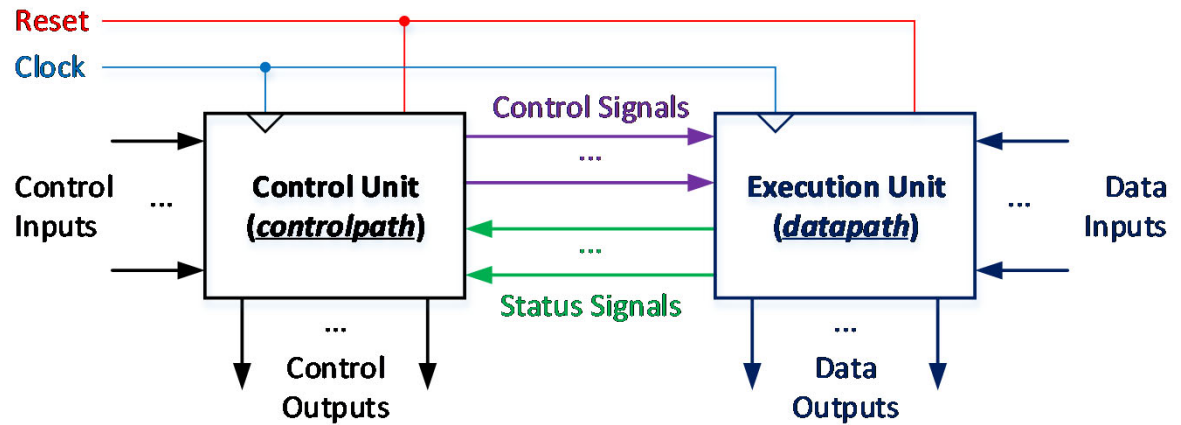 Reset
Clock
Control Signals
...
Control Unit
(controlpath)
Execution Unit
(datapath)
Control
Inputs
...
...
Data
Inputs
...
Status Signals
...
Control
Outputs
...
Data
Outputs